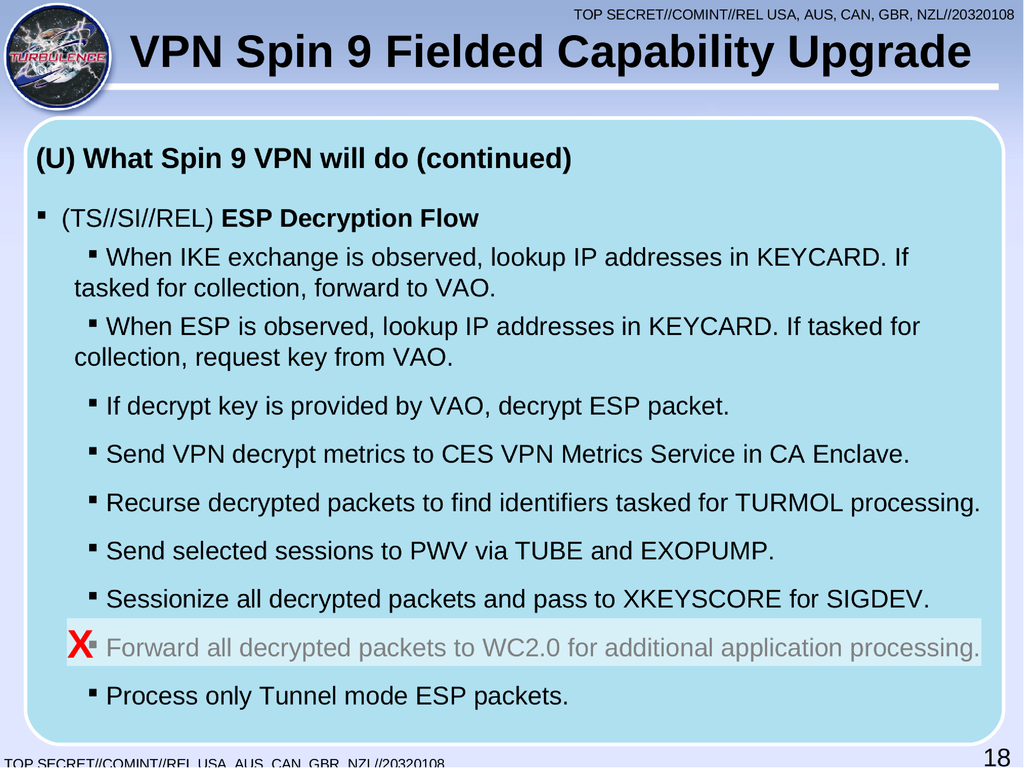 TOP SECRET//COMINT//REL USA, AUS, CAN, GBR, NZL//20320108
TURBULENCE
VPN Spin 9 Fielded Capability Upgrade
(U) What Spin 9 VPN will do (continued)
▪ (TS//SI//REL) ESP Decryption Flow
▪ When IKE exchange is observed, lookup IP addresses in KEYCARD. If
tasked for collection, forward to VAO.
▪ When ESP is observed, lookup IP addresses in KEYCARD. If tasked for
collection, request key from VAO.
▪ If decrypt key is provided by VAO, decrypt ESP packet.
▪ Send VPN decrypt metrics to CES VPN Metrics Service in CA Enclave.
▪ Recurse decrypted packets to find identifiers tasked for TURMOL processing.
▪ Send selected sessions to PWV via TUBE and EXOPUMP.
▪ Sessionize all decrypted packets and pass to XKEYSCORE for SIGDEV.
X ▪ Forward all decrypted packets to WC2.0 for additional application processing.
▪ Process only Tunnel mode ESP packets.
TOP SECRET//COMINT//REL USA, AUS, CAN, GBR, NZL//20320108
18